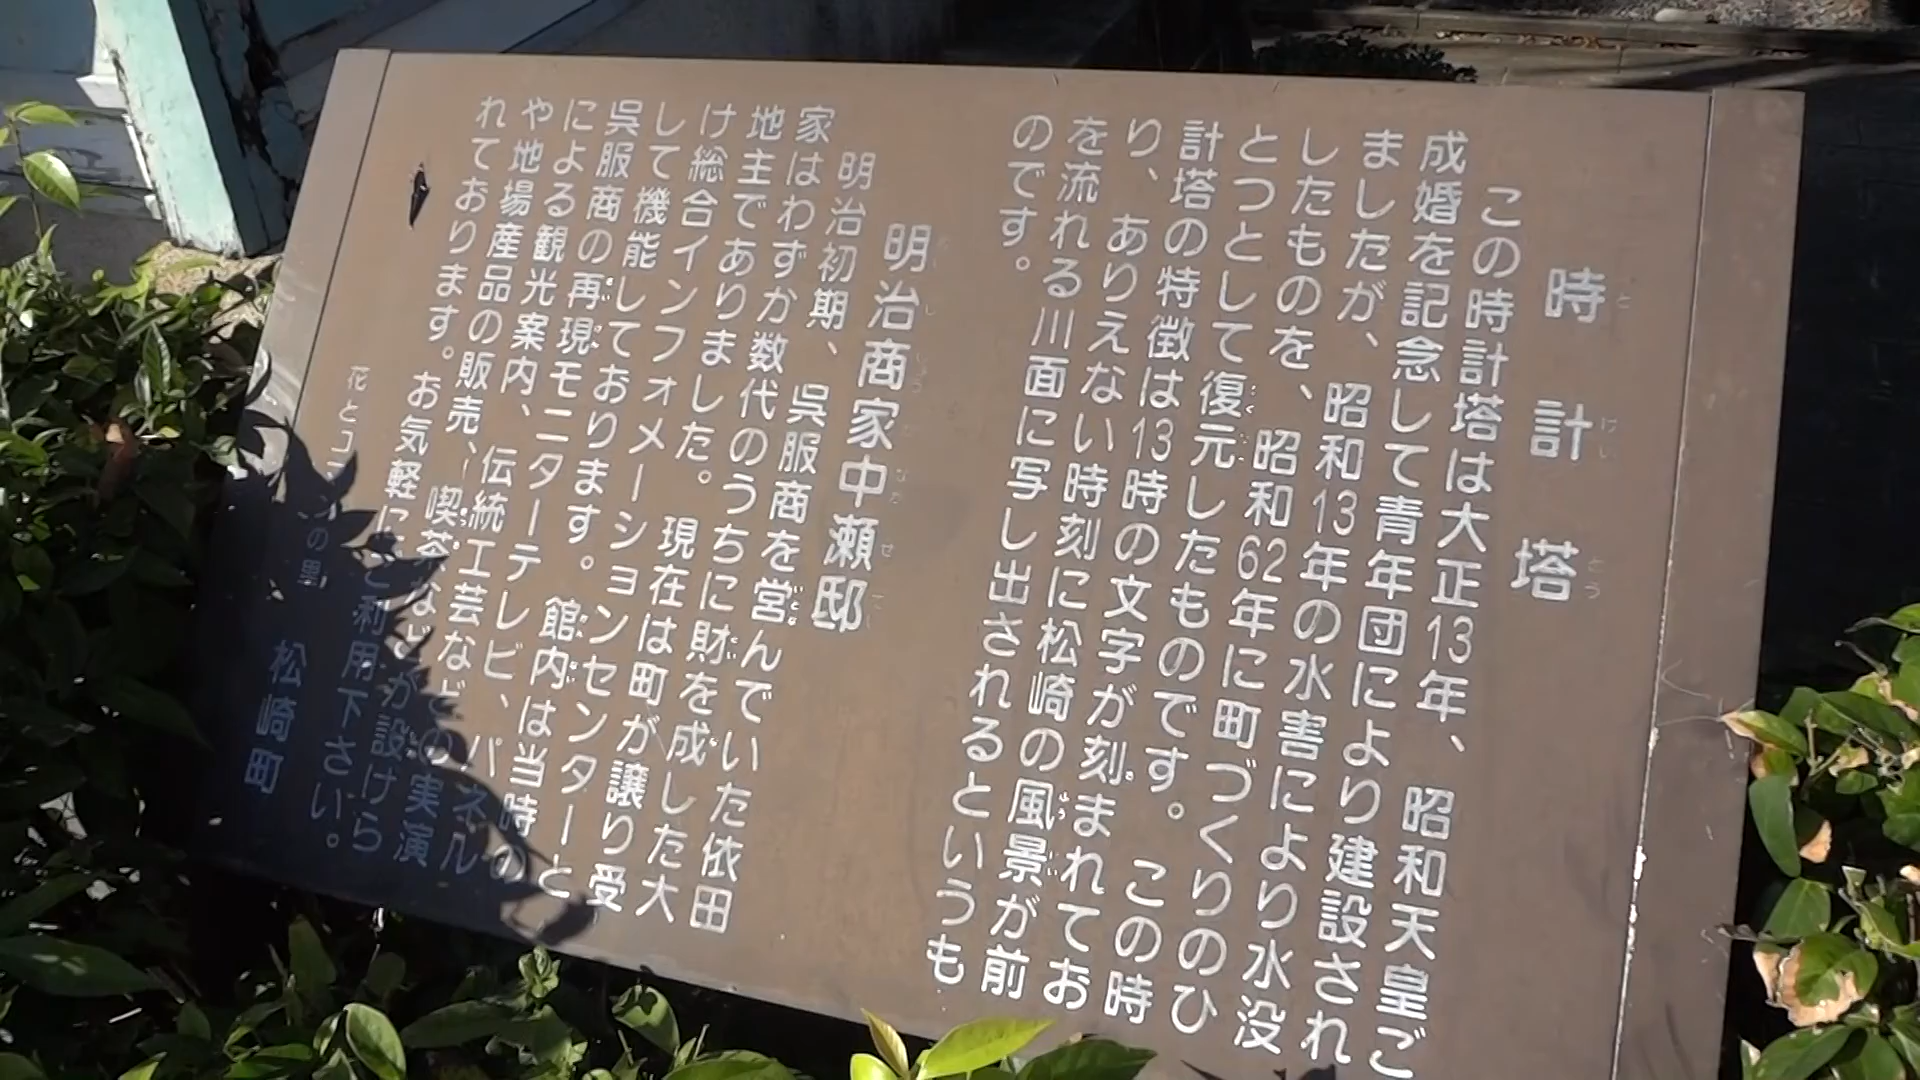 時計塔
この時計塔は大正13年、昭和天皇ご
成婚を記念して青年団により建設され
ましたが、昭和13年の水害により水没
したものを、昭和62年に町づくりのひ
とつとして復元したものです。この時
計塔の特徴は13時の文字が刻まれてお
り、ありえない時刻に松崎の風景が前
を流れる川面に写し出されるというも
のです。
明治商家中瀬邸
明治初期、呉服商を営んでいた依田
家はわずか数代のうちに財を成した大
地主でありました。現在は町が譲り受
け総合インフォメーションセンターと
して機能しております。館内は当時の
呉服商の再現モニターテレビ、パネル
による観光案内、伝統工芸などの実演
や地場産品の販売、喫茶などが設けら
れております。お気軽にご利用下さい。
花と の里
松崎町